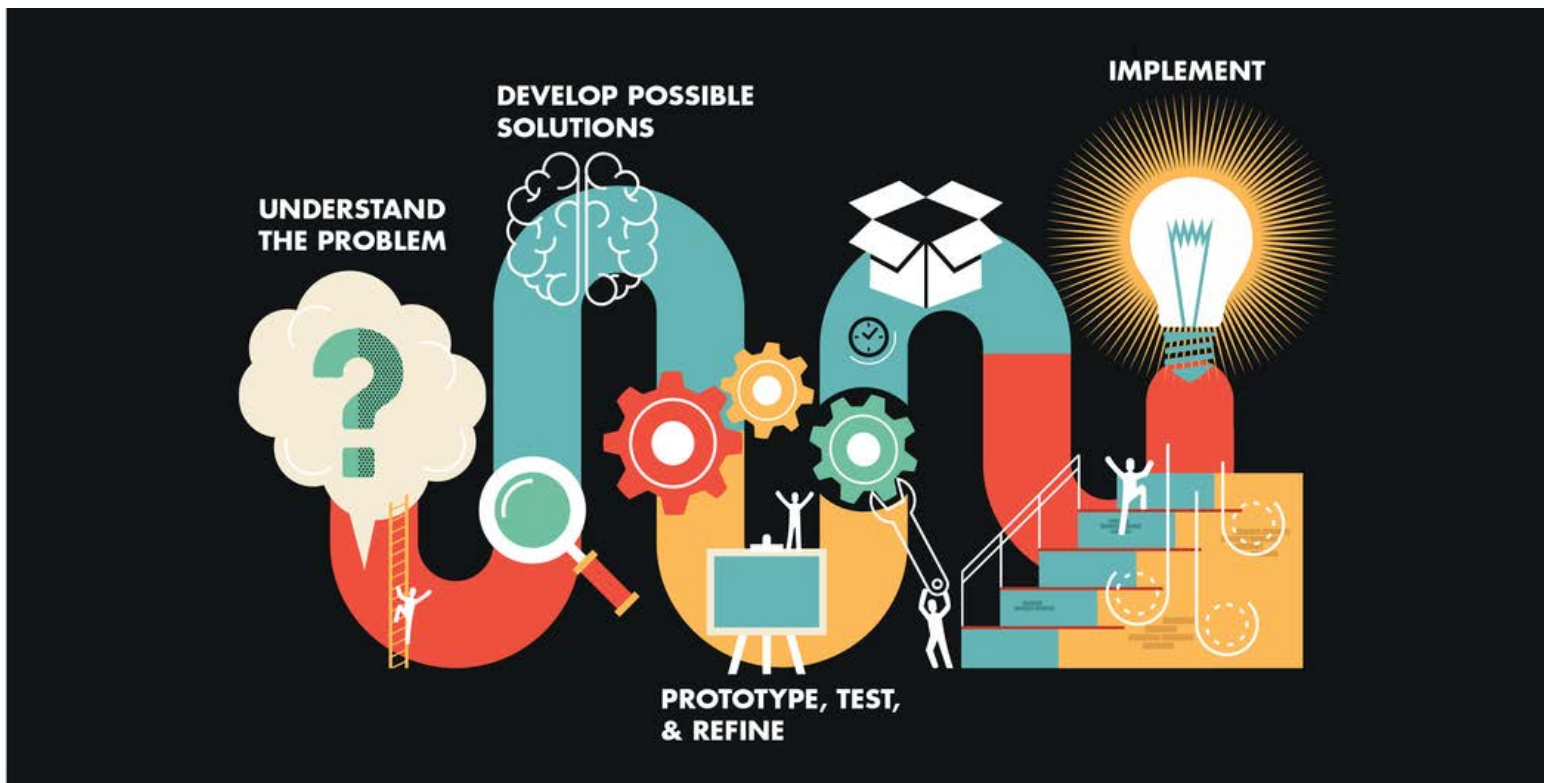 UNDERSTAND
THE PROBLEM
DEVELOP POSSIBLE
SOLUTIONS
PROTOTYPE, TEST,
& REFINE
IMPLEMENT